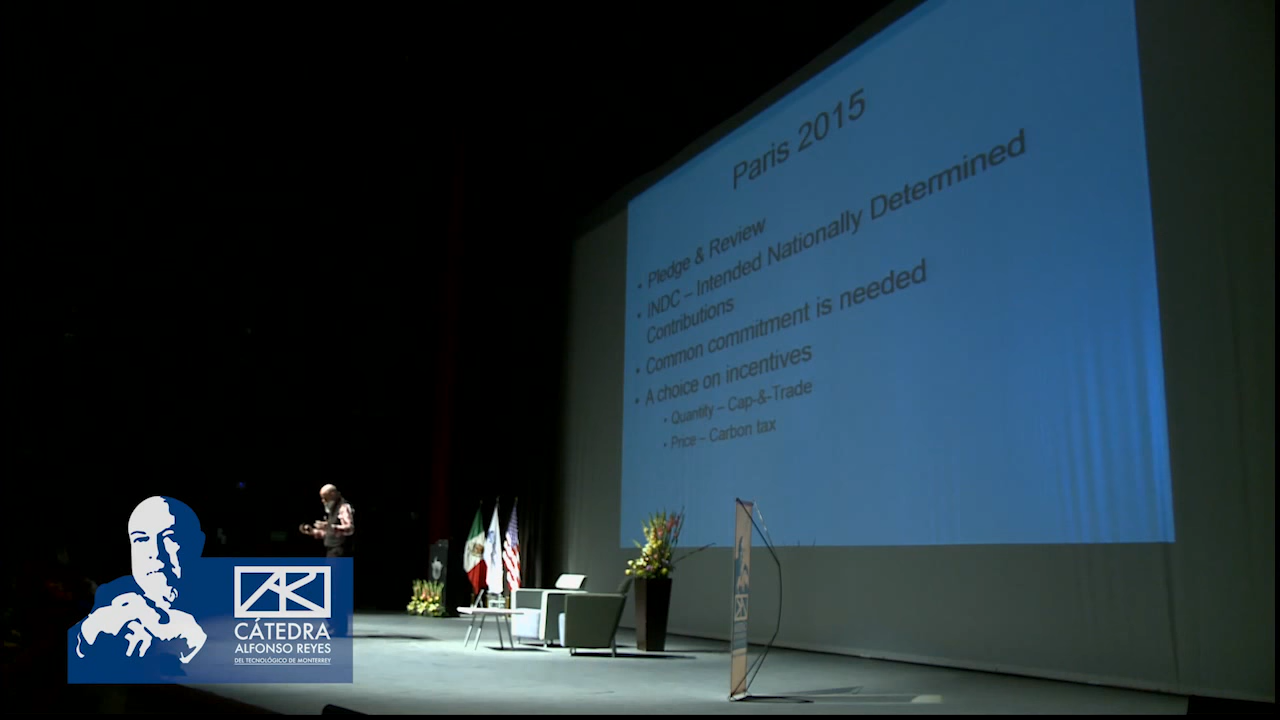 Paris 2015
• Pledge & Review
• INDC – Intended Nationally Determined
Contributions
• Common commitment is needed
• A choice on incentives
• Quantity – Cap-&-Trade
• Price – Carbon tax
CÁTEDRA
ALFONSO REYES
DEL TECNOLÓGICO DE MONTERREY